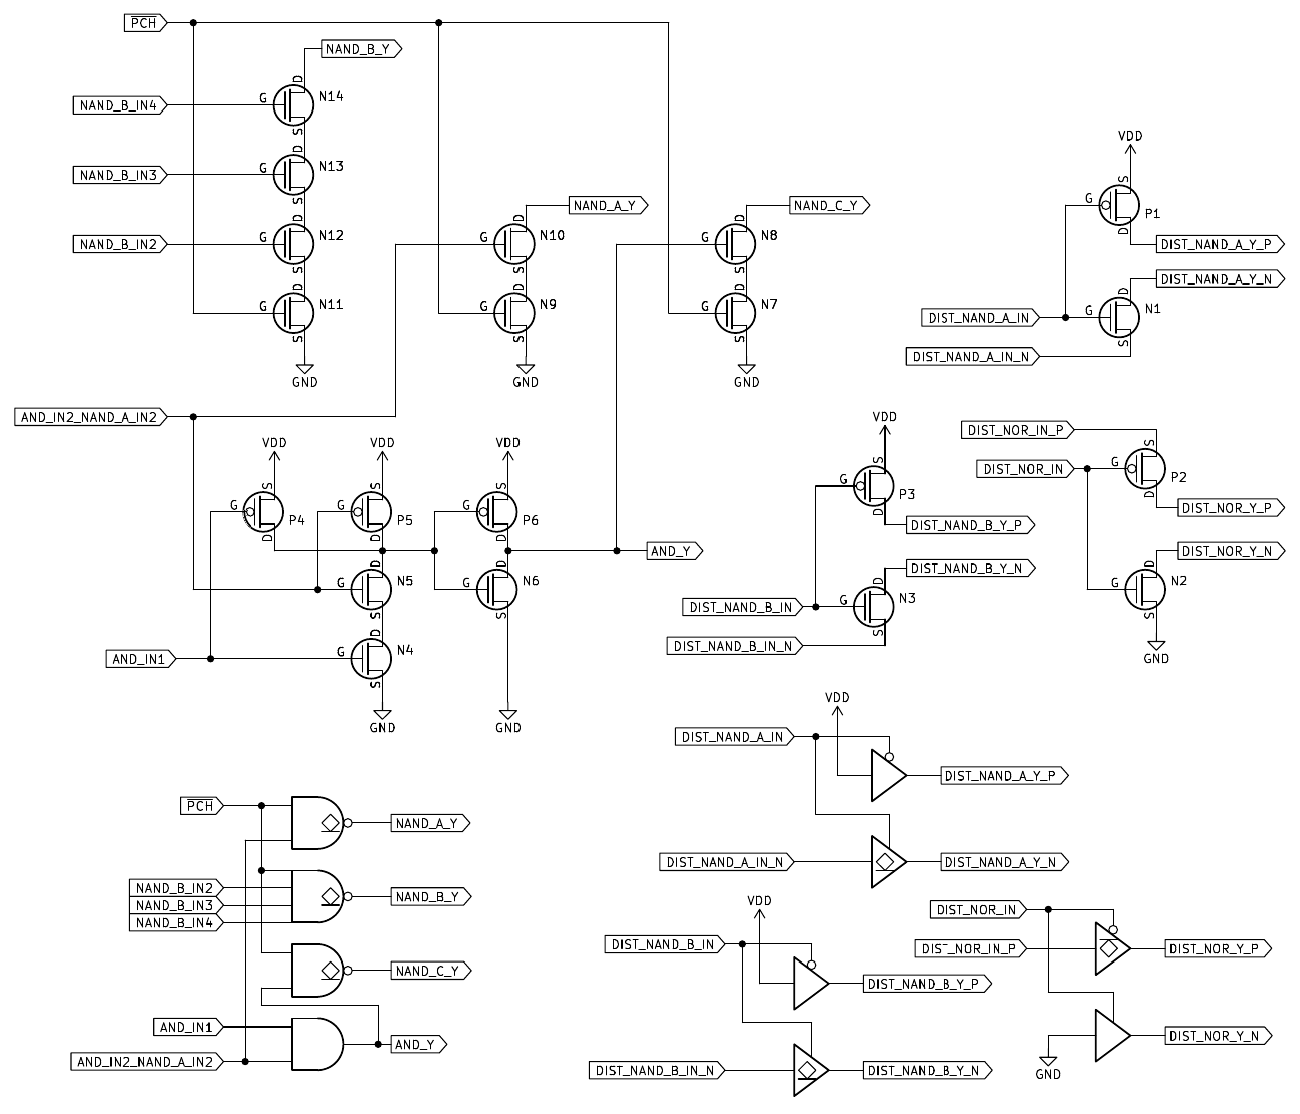 PCH
NAND_B_Y
D
NAND_B_IN4 G N14
S
D
NAND_B_IN3 G N13
S
D
NAND_B_IN2 G N12
S
D
G N11
S
GND
NAND_A_Y
D
G N10
S
D
G N9
S
GND
NAND_C_Y
D
G N8
S
D
G N7
S
GND
VDD
S
G P1
D
DIST_NAND_A_Y_P
DIST_NAND_A_Y_N
D
DIST_NAND_A_IN G N1
S
DIST_NAND_A_IN_N
AND_IN2_NAND_A_IN2
VDD VDD VDD
S S S
G P4 G P5 G P6
D D D
AND_Y
D D
G N5 G N6
S S
D
AND_IN1 G N4
S
GND GND
VDD
S
G P3
D
DIST_NAND_B_Y_P
DIST_NAND_B_Y_N
D
DIST_NAND_B_IN G N3
S
DIST_NAND_B_IN_N
DIST_NOR_IN_P
S
DIST_NOR_IN G P2
D
DIST_NOR_Y_P
DIST_NOR_Y_N
D
G N2
S
GND
VDD
DIST_NAND_A_IN
DIST_NAND_A_Y_P
DIST_NAND_A_IN_N DIST_NAND_A_Y_N
PCH
NAND_A_Y
NAND_B_IN2
NAND_B_IN3 NAND_B_Y
NAND_B_IN4
NAND_C_Y
AND_IN1
AND_Y
AND_IN2_NAND_A_IN2
VDD
DIST_NAND_B_IN
DIST_NAND_B_Y_P
DIST_NAND_B_IN_N DIST_NAND_B_Y_N
DIST_NOR_IN
DIST_NOR_IN_P DIST_NOR_Y_P
DIST_NOR_Y_N
GND